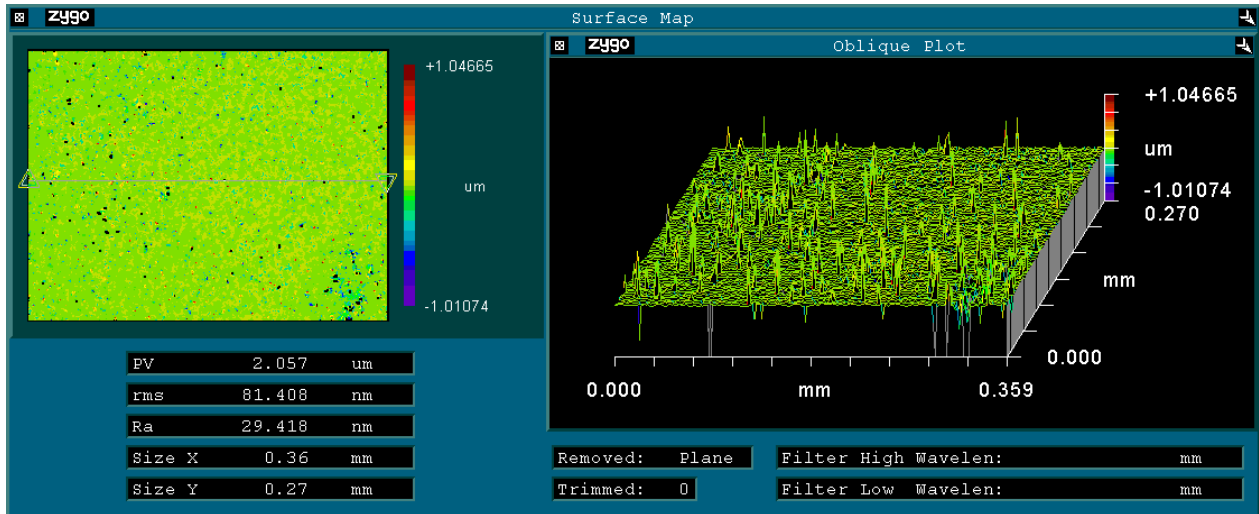 zygo Surface Map
+1.04665
um
-1.01074
PV 2.057 um
rms 81.408 nm
Ra 29.418 nm
Size X 0.36 mm
Size Y 0.27 mm
zygo Oblique Plot
+1.04665
um
-1.01074
0.270
mm
0.000
0.000 mm 0.359
Removed: Plane
Filter High Wavelen: mm
Trimmed: 0
Filter Low Wavelen: mm